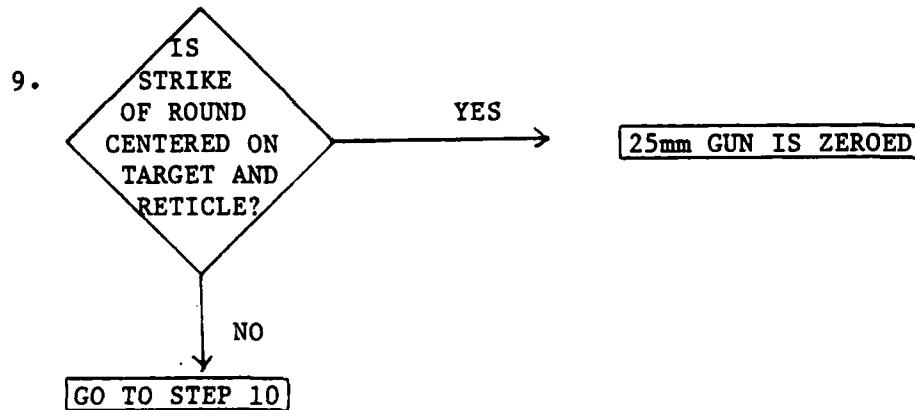 9.
IS
STRIKE
OF ROUND
CENTERED ON
TARGET AND
RETICLE?
YES
25mm GUN IS ZEROED
NO
GO TO STEP 10